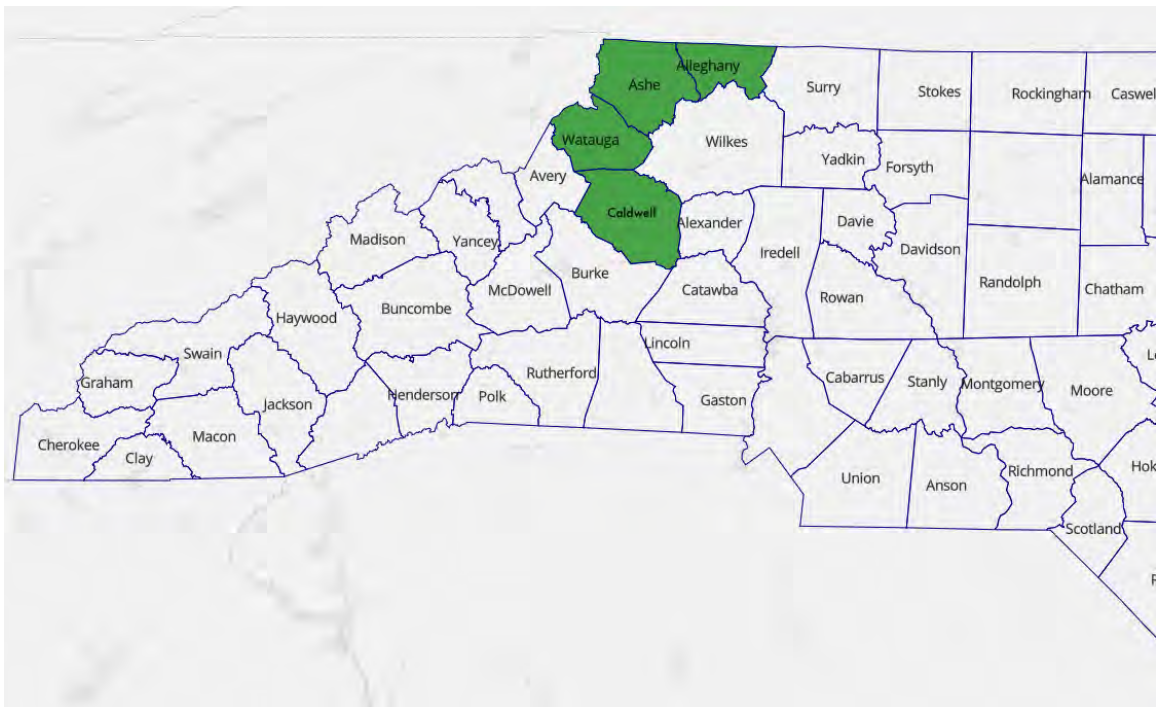 Alleghany
Ashe
Surry
Stokes
Rockingham
Caswel
Watauga
Wilkes
Yadkin
Forsyth
Avery
Alamance
Caldwell
Alexander
Davie
Madison
Yancey
Iredell
Davidson
Burke
McDowell
Catawba
Randolph
Chatham
Buncombe
Rowan
Haywood
Swain
Lincoln
Graham
Rutherford
Cabarrus
Stanly
Montgomery
Moore
Henderson
Polk
Gaston
Jackson
Macon
Cherokee
Clay
Union
Anson
Richmond
Hok
Scotland